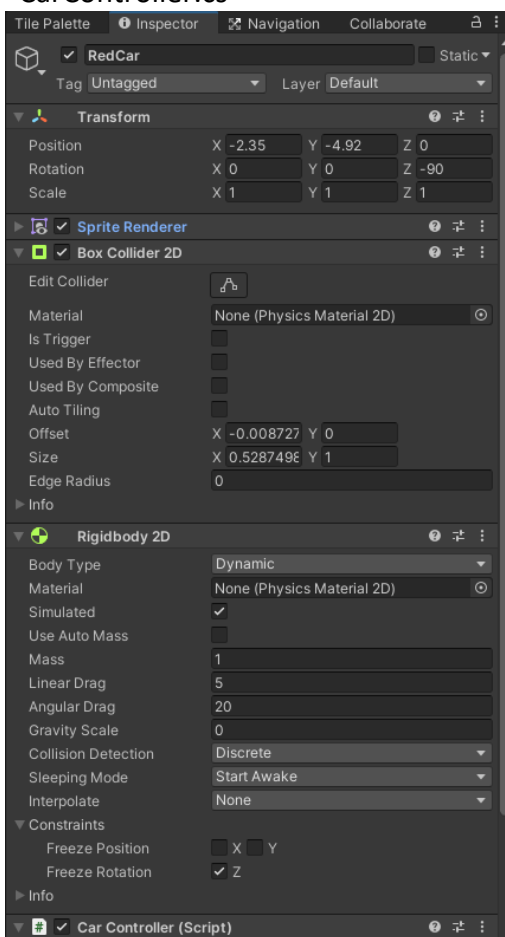 CarController.cs
Tile Palette Inspector Navigation Collaborate
RedCar Static
Tag Untagged Layer Default
Transform
Position X -2.35 Y -4.92 Z 0
Rotation X 0 Y 0 Z -90
Scale X 1 Y 1 Z 1
Sprite Renderer
Box Collider 2D
Edit Collider
Material None (Physics Material 2D)
Is Trigger
Used By Effector
Used By Composite
Auto Tiling
Offset X -0.008727 Y 0
Size X 0.5287498 Y 1
Edge Radius 0
Info
Rigidbody 2D
Body Type Dynamic
Material None (Physics Material 2D)
Simulated
Use Auto Mass
Mass 1
Linear Drag 5
Angular Drag 20
Gravity Scale 0
Collision Detection Discrete
Sleeping Mode Start Awake
Interpolate None
Constraints
Freeze Position X Y
Freeze Rotation Z
Info
# Car Controller (Script)